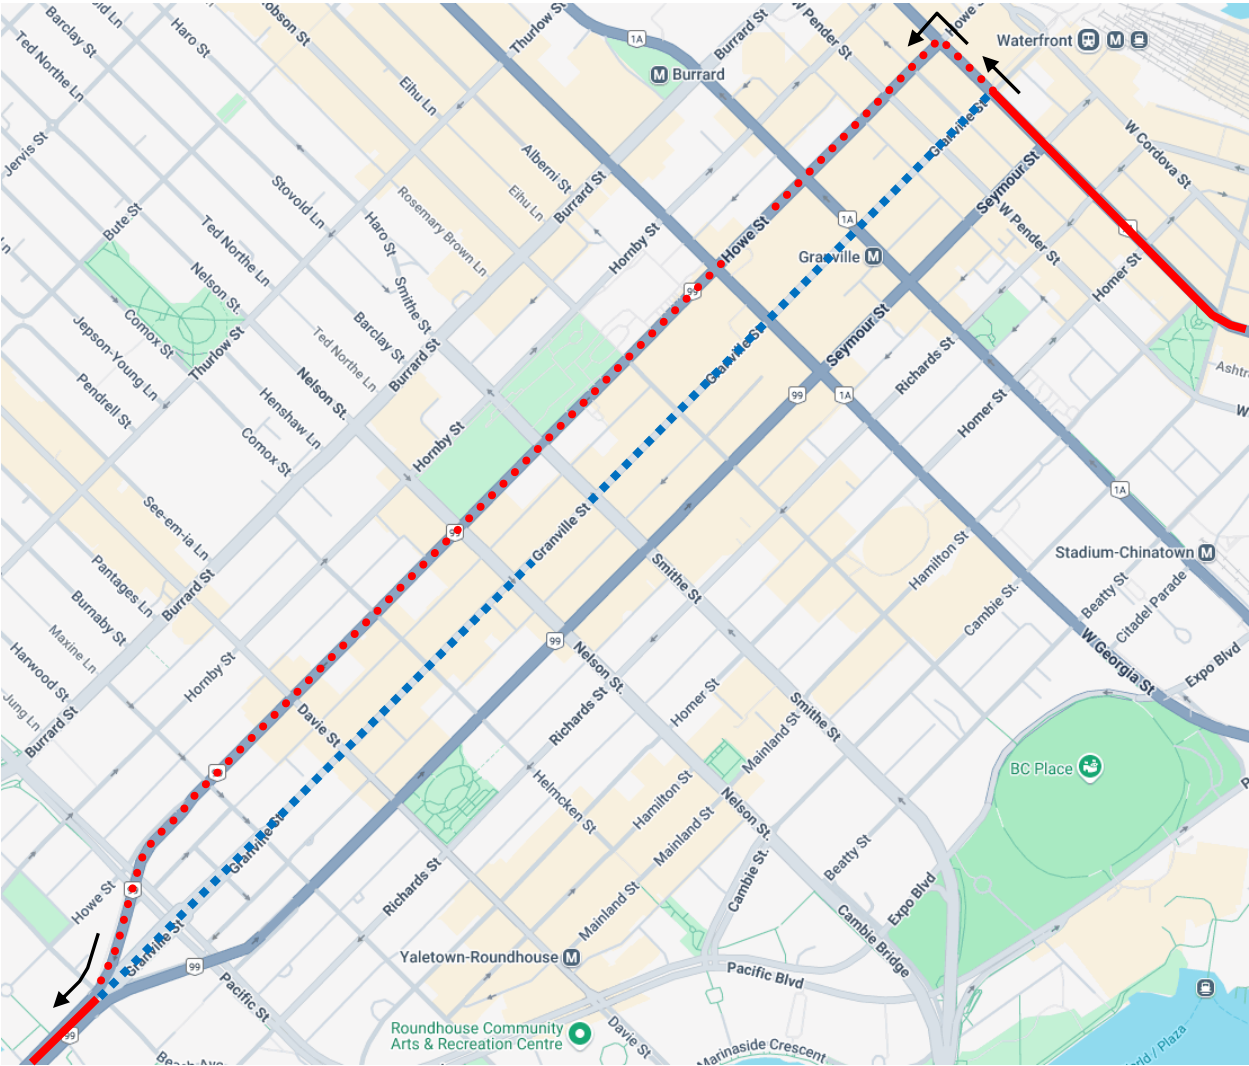 Barclay St
Haro St
Ted Northe Ln
obson St
Thurlow St
1A
Burrard St
W Pender St
Howe S
Waterfront
M
M Burrard
Eihu Ln
Jervis St
Alberni St
Eihu Ln
Granville St
W Cordova St
Stovold Ln
Rosemary Brown Ln
Burrard St
Seymour St
Bute St
Ted Northe Ln
Haro St
Hornby St
Howe St
1A
W Pender St
Nelson St.
Smithe St
Granville M
Homer St
99
Comox St
Jepson-Young Ln
Thurlow St
Ted Northe Ln
Barclay St
Burrard St
Granville St
Seymour St
Richards St
Ashtr
Pendrell St
Henshaw Ln
Nelson St.
99
1A
Homer St
W
Comox St
Hornby St
1A
See-em-ia Ln
99
Granville St
Hamilton St
Stadium-Chinatown M
Pantages Ln
Burrard St
Smithe St
Beatty St
Citadel Parade
Burnaby St
Cambie St.
Maxine Ln
99
W Georgia St
Expo Blvd
Harwood St
Hornby St
Nelson St.
Jung Ln
Burrard St
Davie St
Richards St
Homer St
Smithe St
Mainland St
BC Place
Helmcken St
Hamilton St
Nelson St.
Granville St
Mainland St
Howe St
Richards St
Cambie St.
Beatty St
Expo Blvd
Granville St
Mainland St
Cambie Bridge
99
Yaletown-Roundhouse M
Pacific St
Pacific Blvd
99
Roundhouse Community
Arts & Recreation Centre
Davie St
Marinaside Crescent
Beach Ave
orld / Plaza